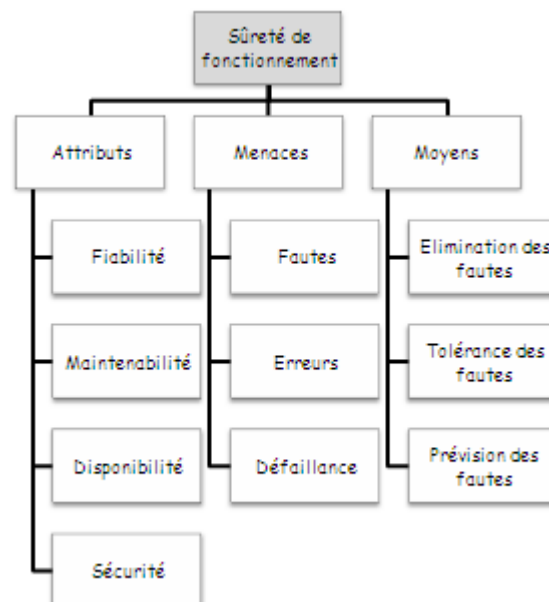 Sûreté de
fonctionnement
Attributs
Menaces
Moyens
Fiabilité
Fautes
Elimination des
fautes
Maintenabilité
Erreurs
Tolérance des
fautes
Disponibilité
Défaillance
Prévision des
fautes
Sécurité